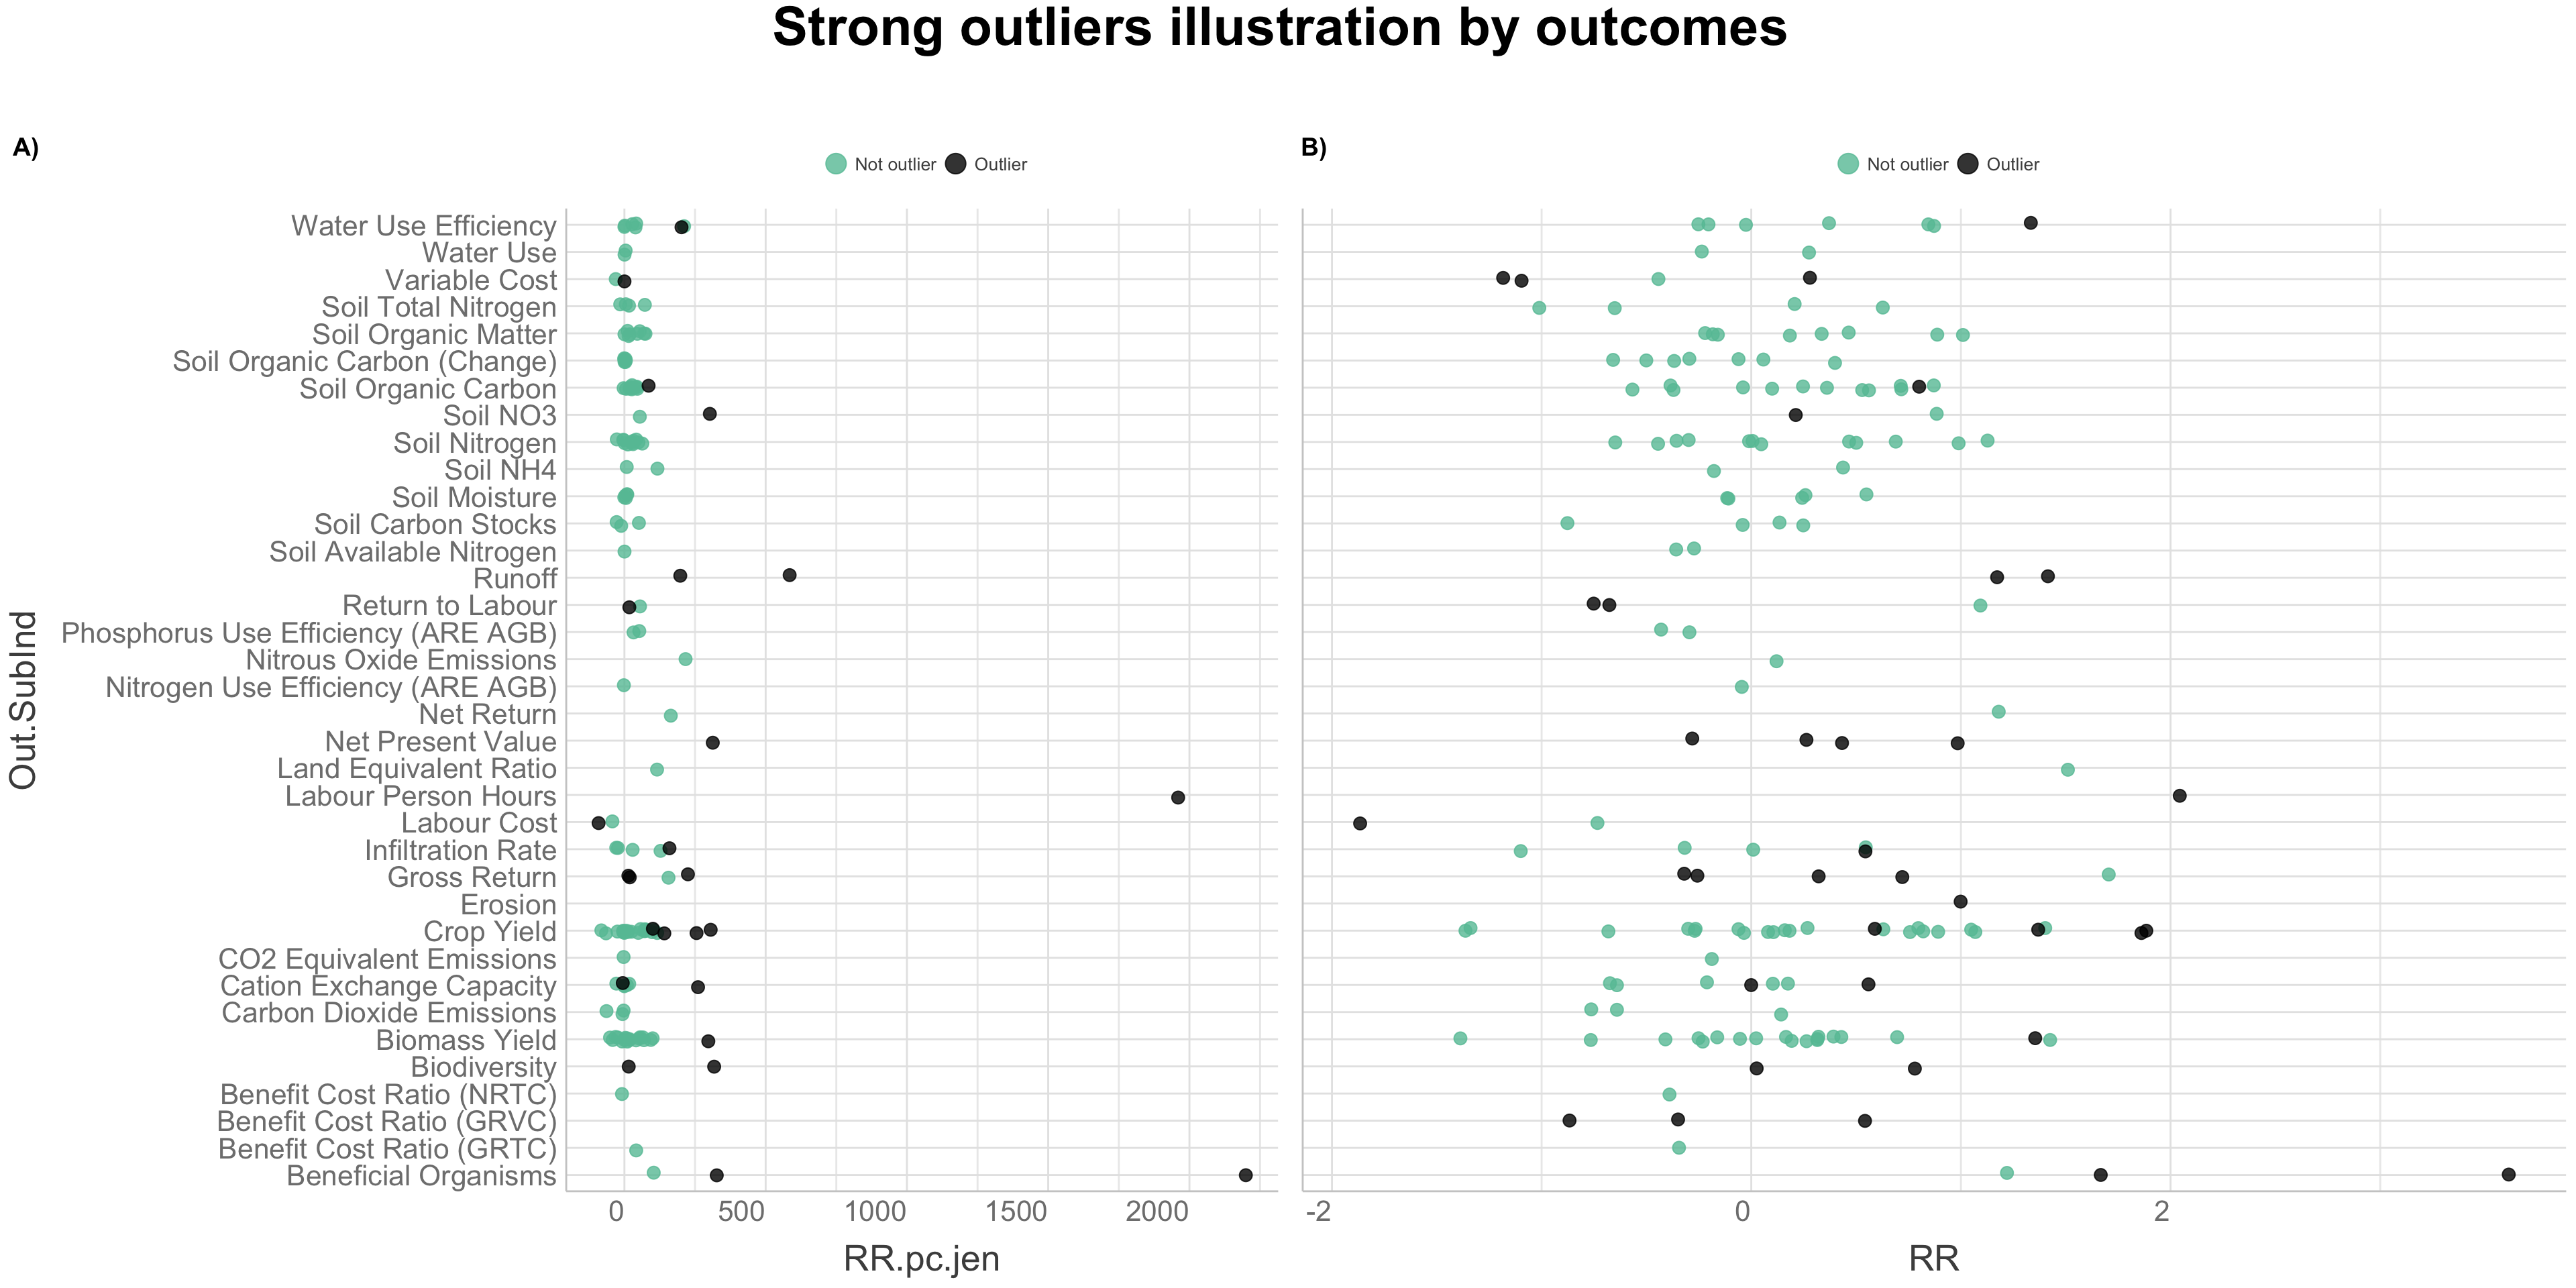 Strong outliers illustration by outcomes
A)
Not outlier
Outlier
B)
Not outlier
Outlier
Out.SubInd
Water Use Efficiency
Water Use
Variable Cost
Soil Total Nitrogen
Soil Organic Matter
Soil Organic Carbon (Change)
Soil Organic Carbon
Soil NO3
Soil Nitrogen
Soil NH4
Soil Moisture
Soil Carbon Stocks
Soil Available Nitrogen
Runoff
Return to Labour
Phosphorus Use Efficiency (ARE AGB)
Nitrous Oxide Emissions
Nitrogen Use Efficiency (ARE AGB)
Net Return
Net Present Value
Land Equivalent Ratio
Labour Person Hours
Labour Cost
Infiltration Rate
Gross Return
Erosion
Crop Yield
CO2 Equivalent Emissions
Cation Exchange Capacity
Carbon Dioxide Emissions
Biomass Yield
Biodiversity
Benefit Cost Ratio (NRTC)
Benefit Cost Ratio (GRVC)
Benefit Cost Ratio (GRTC)
Beneficial Organisms
0 500 1000 1500 2000
RR.pc.jen
-2 0 2
RR